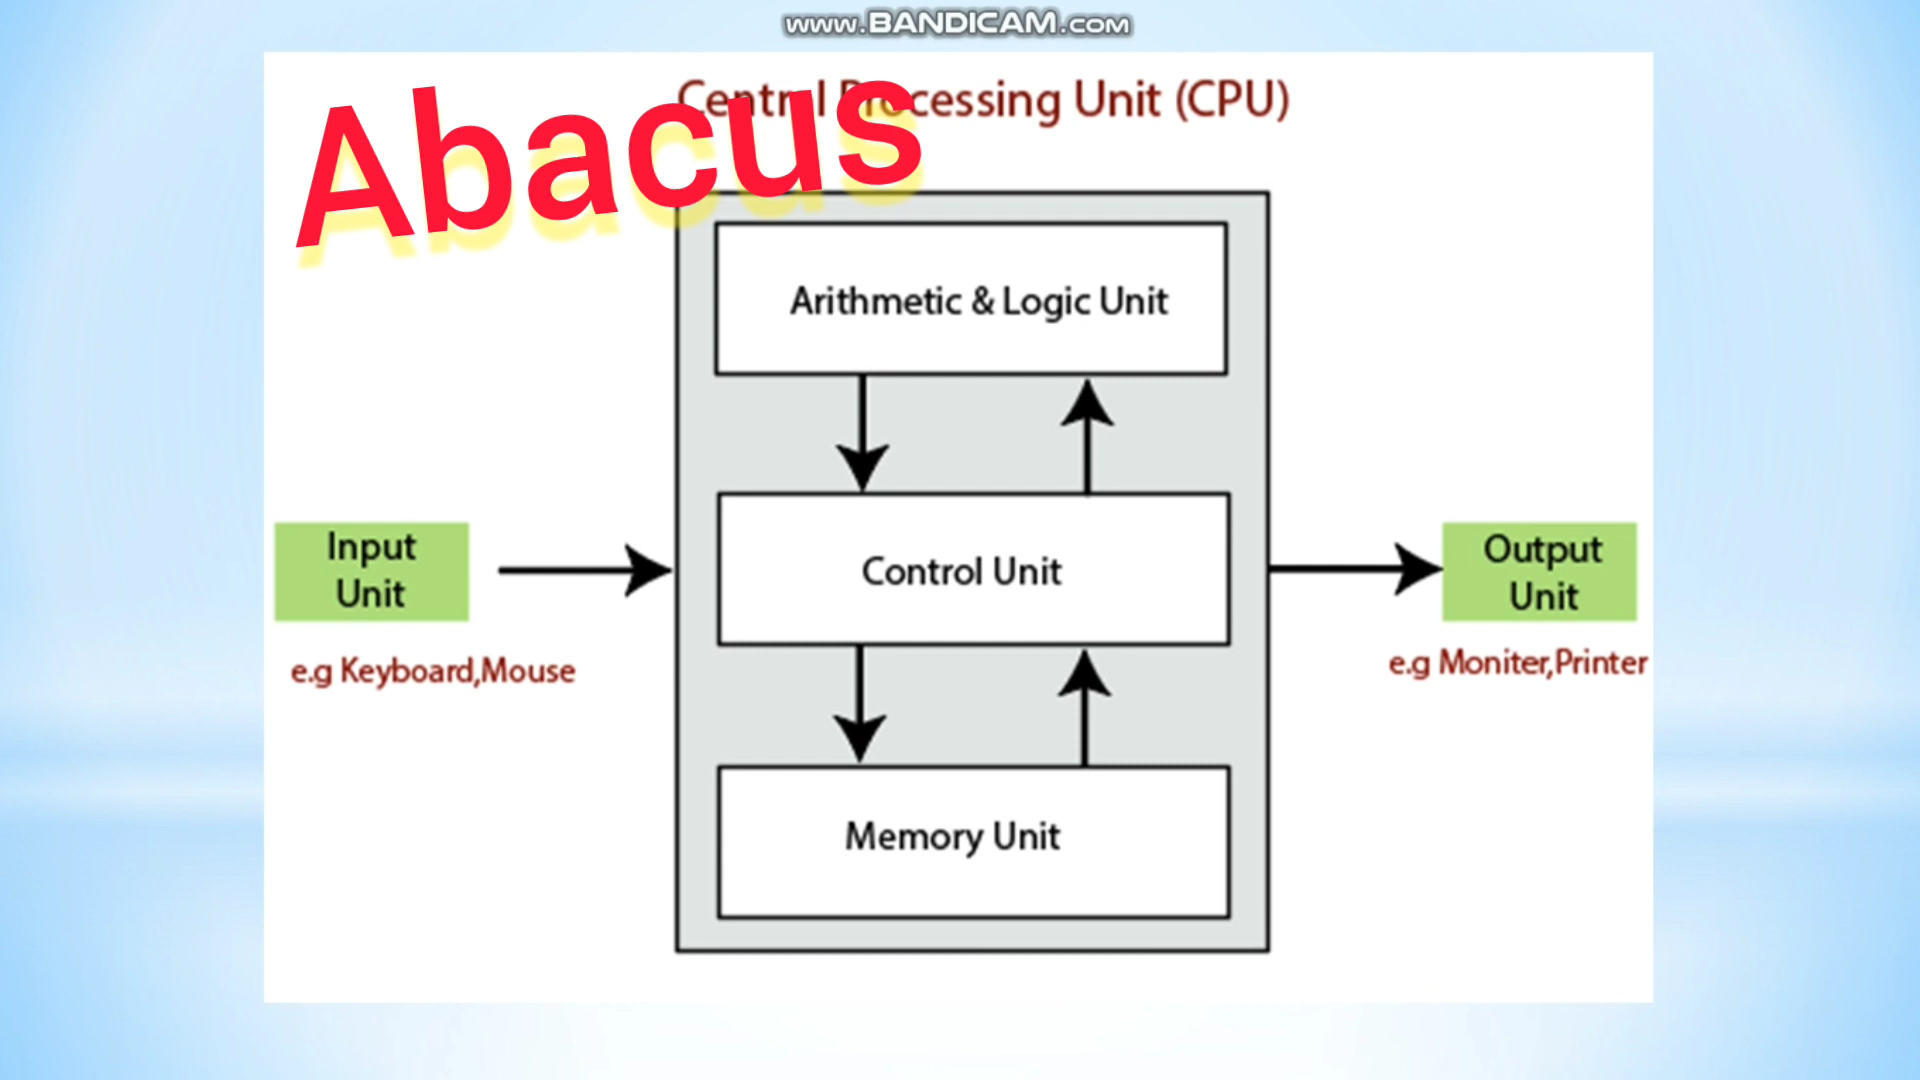 www.BANDICAM.com
Central Processing Unit (CPU)
Abacus
Arithmetic & Logic Unit
Input
Unit
Control Unit
Output
Unit
e.g Keyboard,Mouse
e.g Moniter,Printer
Memory Unit